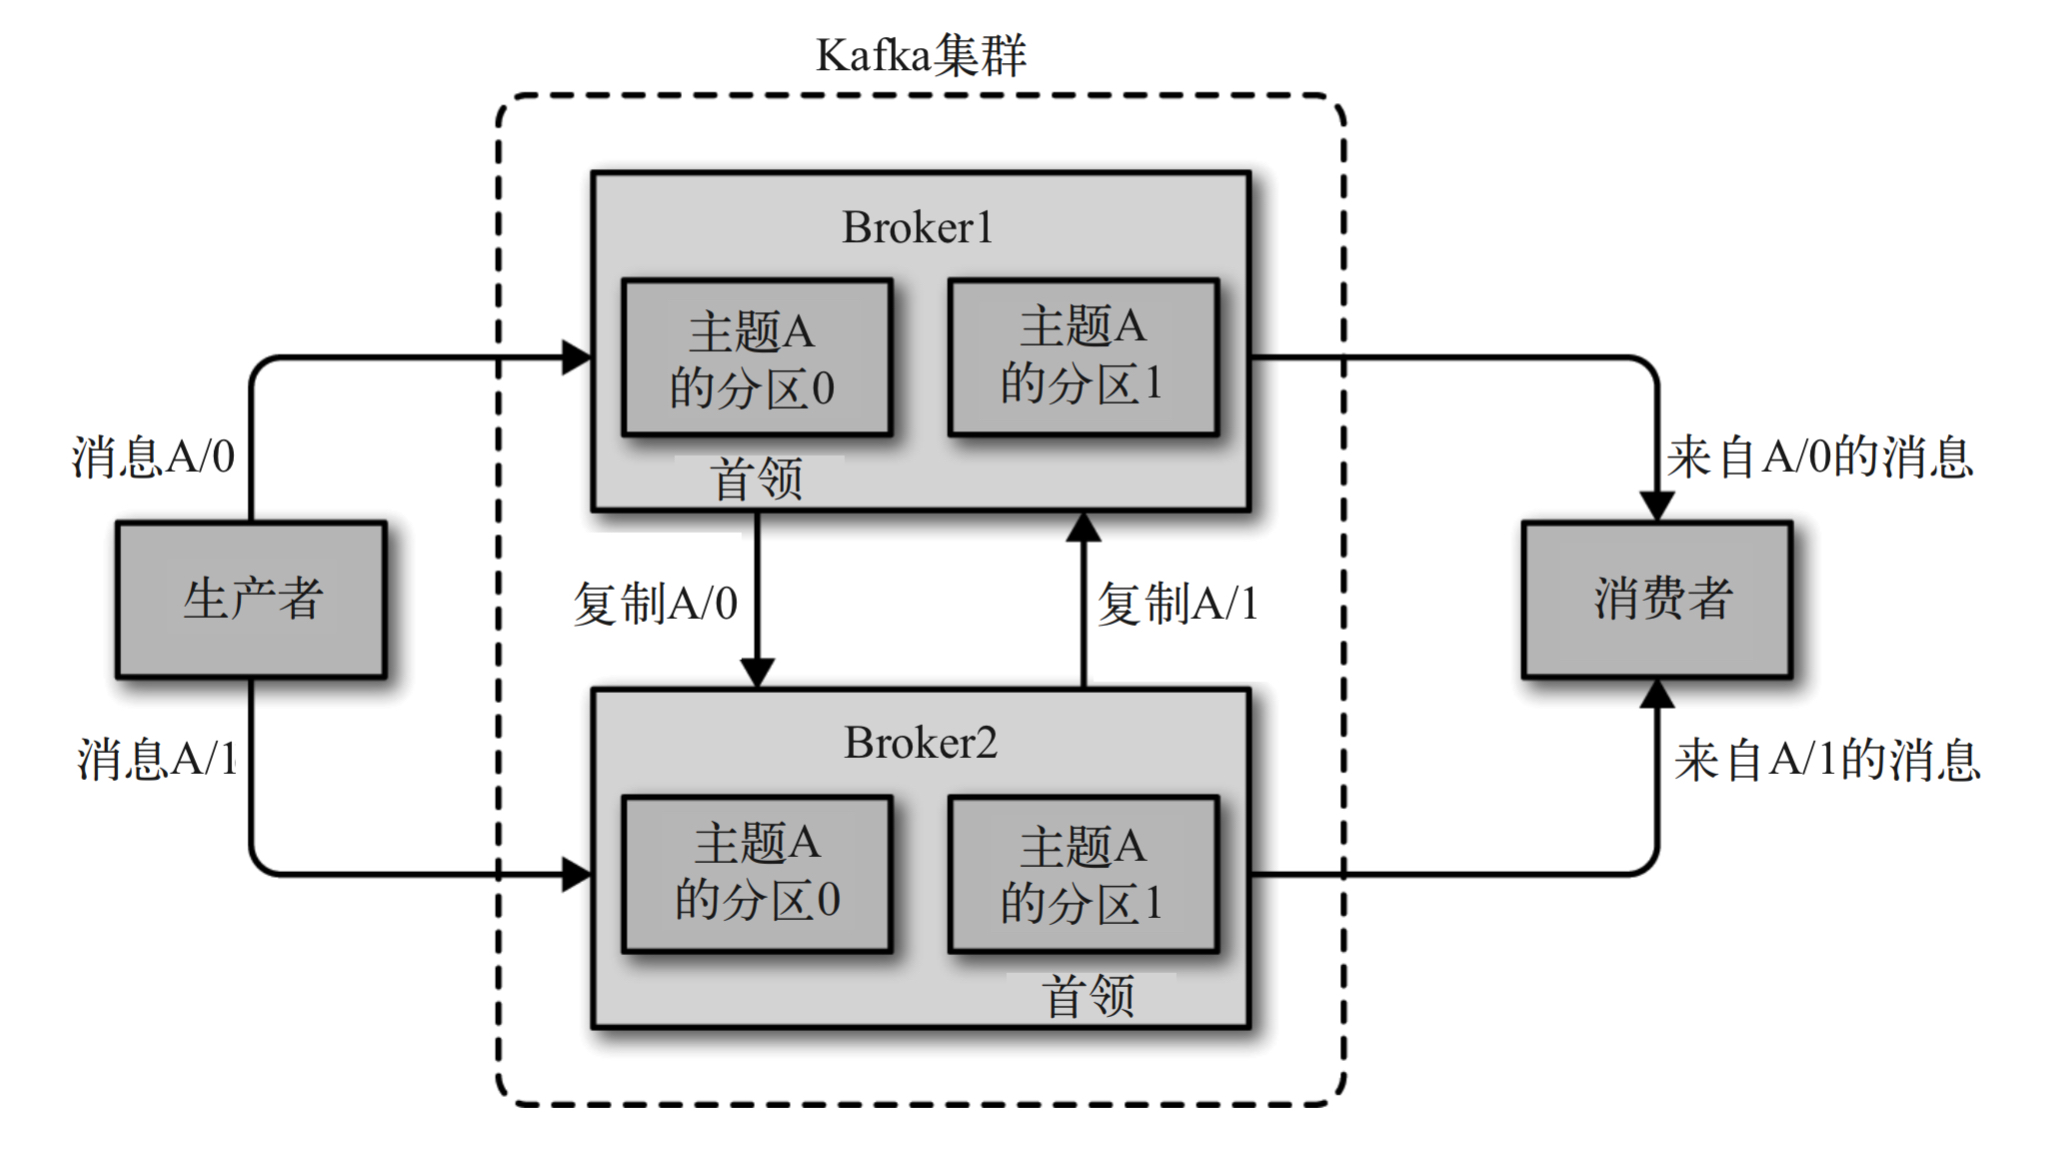 Kafka集群
Broker1
主题A
的分区0
主题A
的分区1
首领
消息A/0
来自A/0的消息
生产者
复制A/0
复制A/1
消费者
消息A/1
来自A/1的消息
Broker2
主题A
的分区0
主题A
的分区1
首领